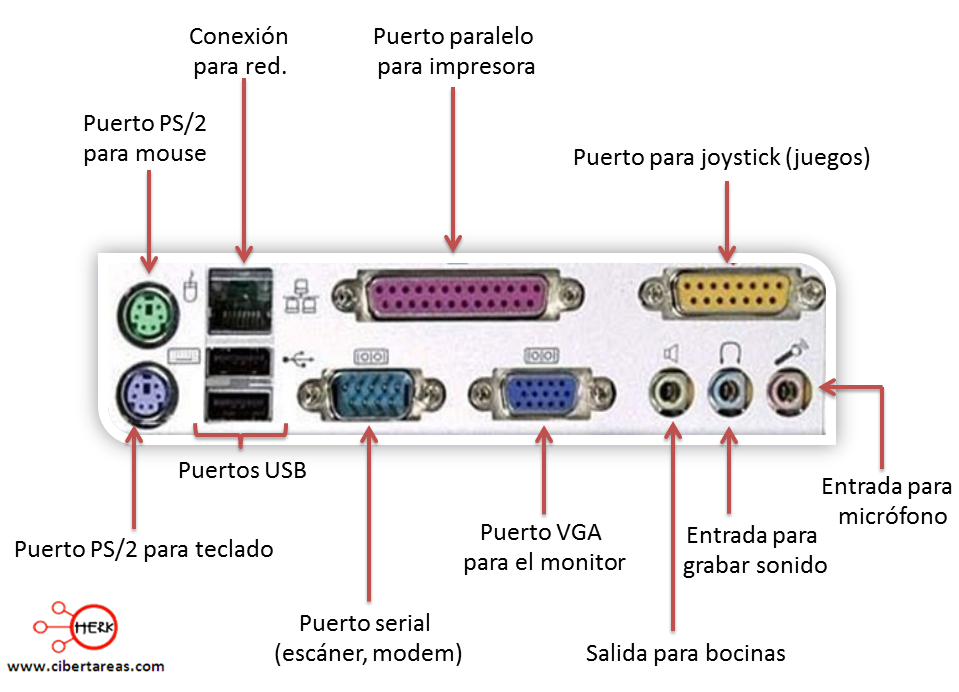 Conexión
para red.
Puerto paralelo
para impresora
Puerto PS/2
para mouse
Puerto para joystick (juegos)
Puertos USB
Entrada para
micrófono
Puerto PS/2 para teclado
Puerto VGA
para el monitor
Entrada para
grabar sonido
Puerto serial
(escáner, modem)
Salida para bocinas
HERK
www.cibertareas.com